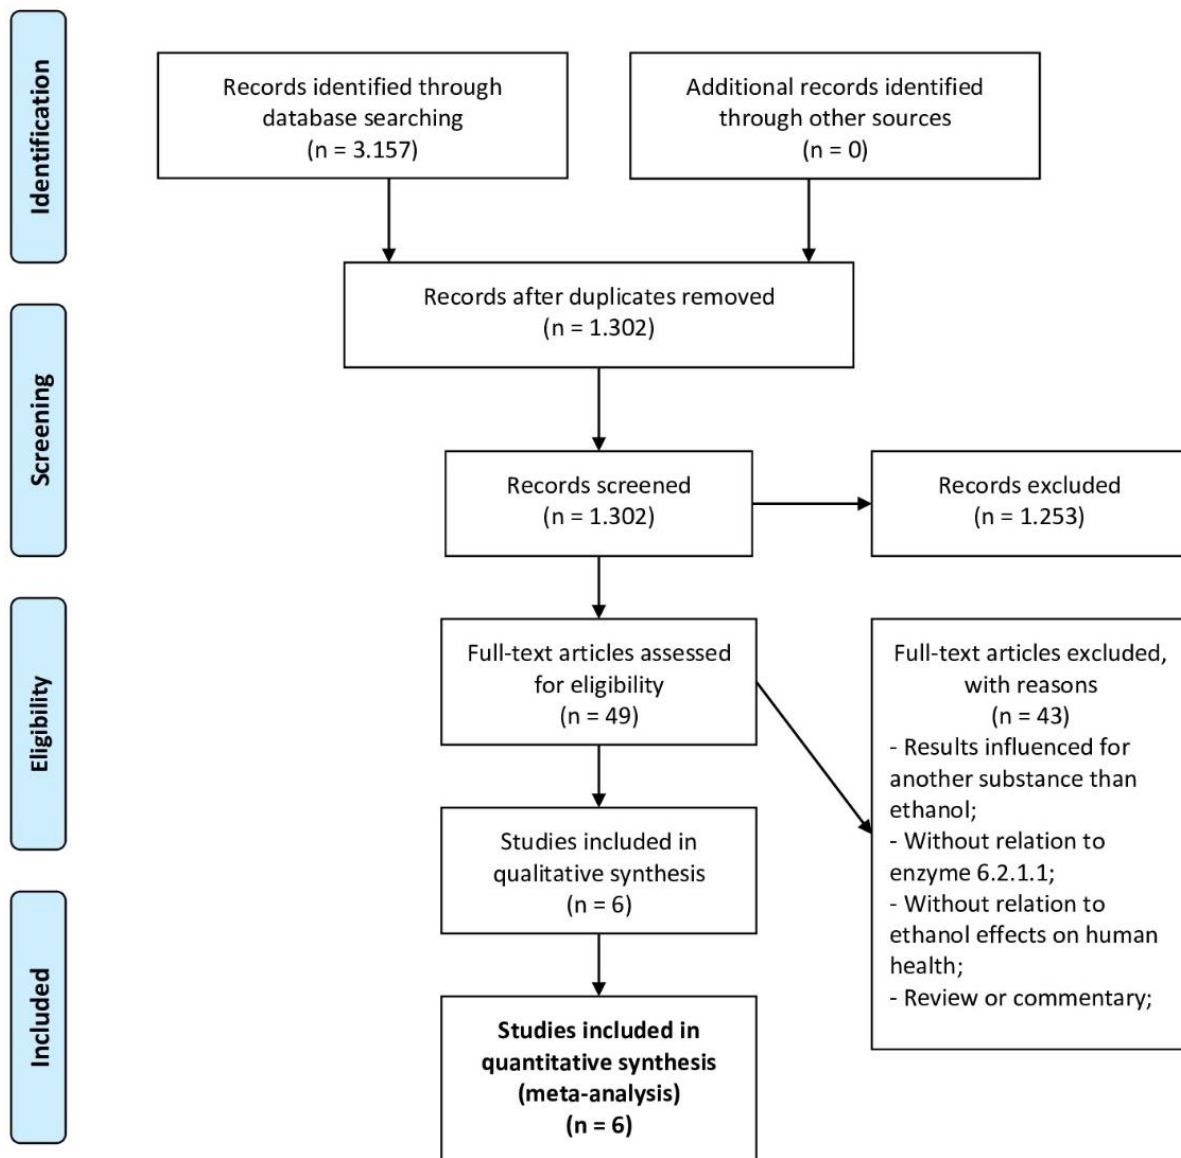 Identification
Records identified through
database searching
(n = 3.157)
Additional records identified
through other sources
(n = 0)
Records after duplicates removed
(n = 1.302)
Screening
Records screened
(n = 1.302)
Records excluded
(n = 1.253)
Eligibility
Full-text articles assessed
for eligibility
(n = 49)
Full-text articles excluded,
with reasons
(n = 43)
- Results influenced for
another substance than
ethanol;
- Without relation to
enzyme 6.2.1.1;
- Without relation to
ethanol effects on human
health;
- Review or commentary;
Studies included in
qualitative synthesis
(n = 6)
Included
Studies included in
quantitative synthesis
(meta-analysis)
(n = 6)